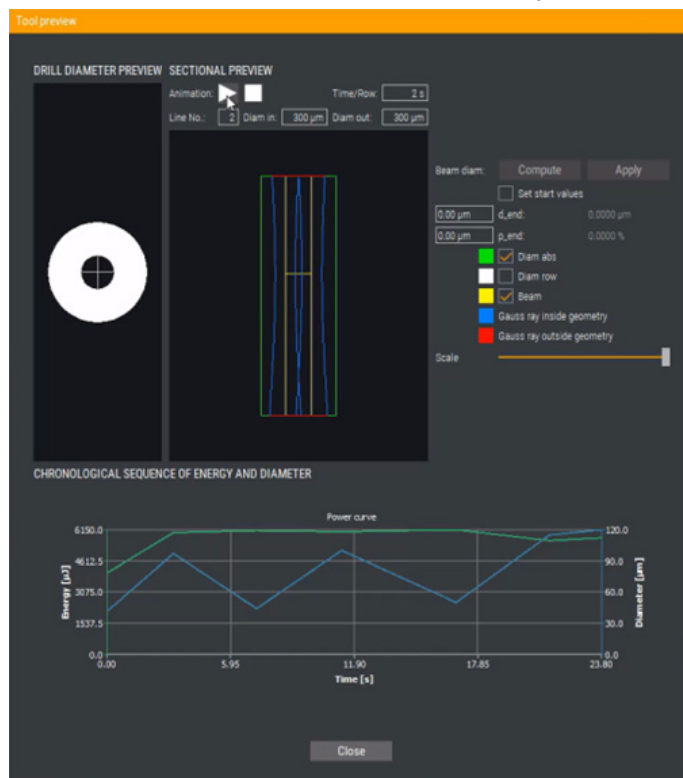 Tool preview
DRILL DIAMETER PREVIEW SECTIONAL PREVIEW
Animation: Time/Row: 2 s
Line No.: 2 Diam in: 300 µm Diam out: 300 µm
Beam diam: Compute Apply
Set start values
0.00 µm d_end: 0.0000 µm
0.00 µm p_end: 0.0000 %
Diam abs
Diam row
Beam
Gauss ray inside geometry
Gauss ray outside geometry
Scale
CHRONOLOGICAL SEQUENCE OF ENERGY AND DIAMETER
Power curve
6150.0 120.0
4612.5 90.0
3075.0 60.0
1537.5 30.0
0.0 0.0
Energy [µJ]
Diameter [µm]
0.00 5.95 11.90 17.85 23.80
Time [s]
Close